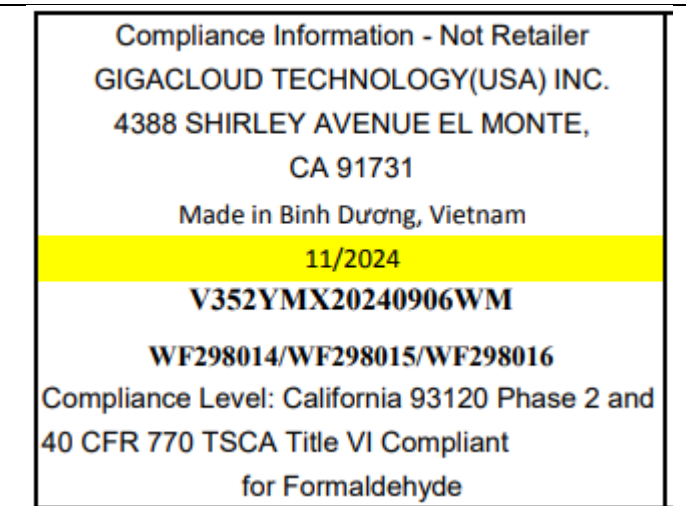 Compliance Information - Not Retailer
GIGACLOUD TECHNOLOGY(USA) INC.
4388 SHIRLEY AVENUE EL MONTE,
CA 91731
Made in Binh Dương, Vietnam
11/2024
V352YMX20240906WM
WF298014/WF298015/WF298016
Compliance Level: California 93120 Phase 2 and
40 CFR 770 TSCA Title VI Compliant
for Formaldehyde